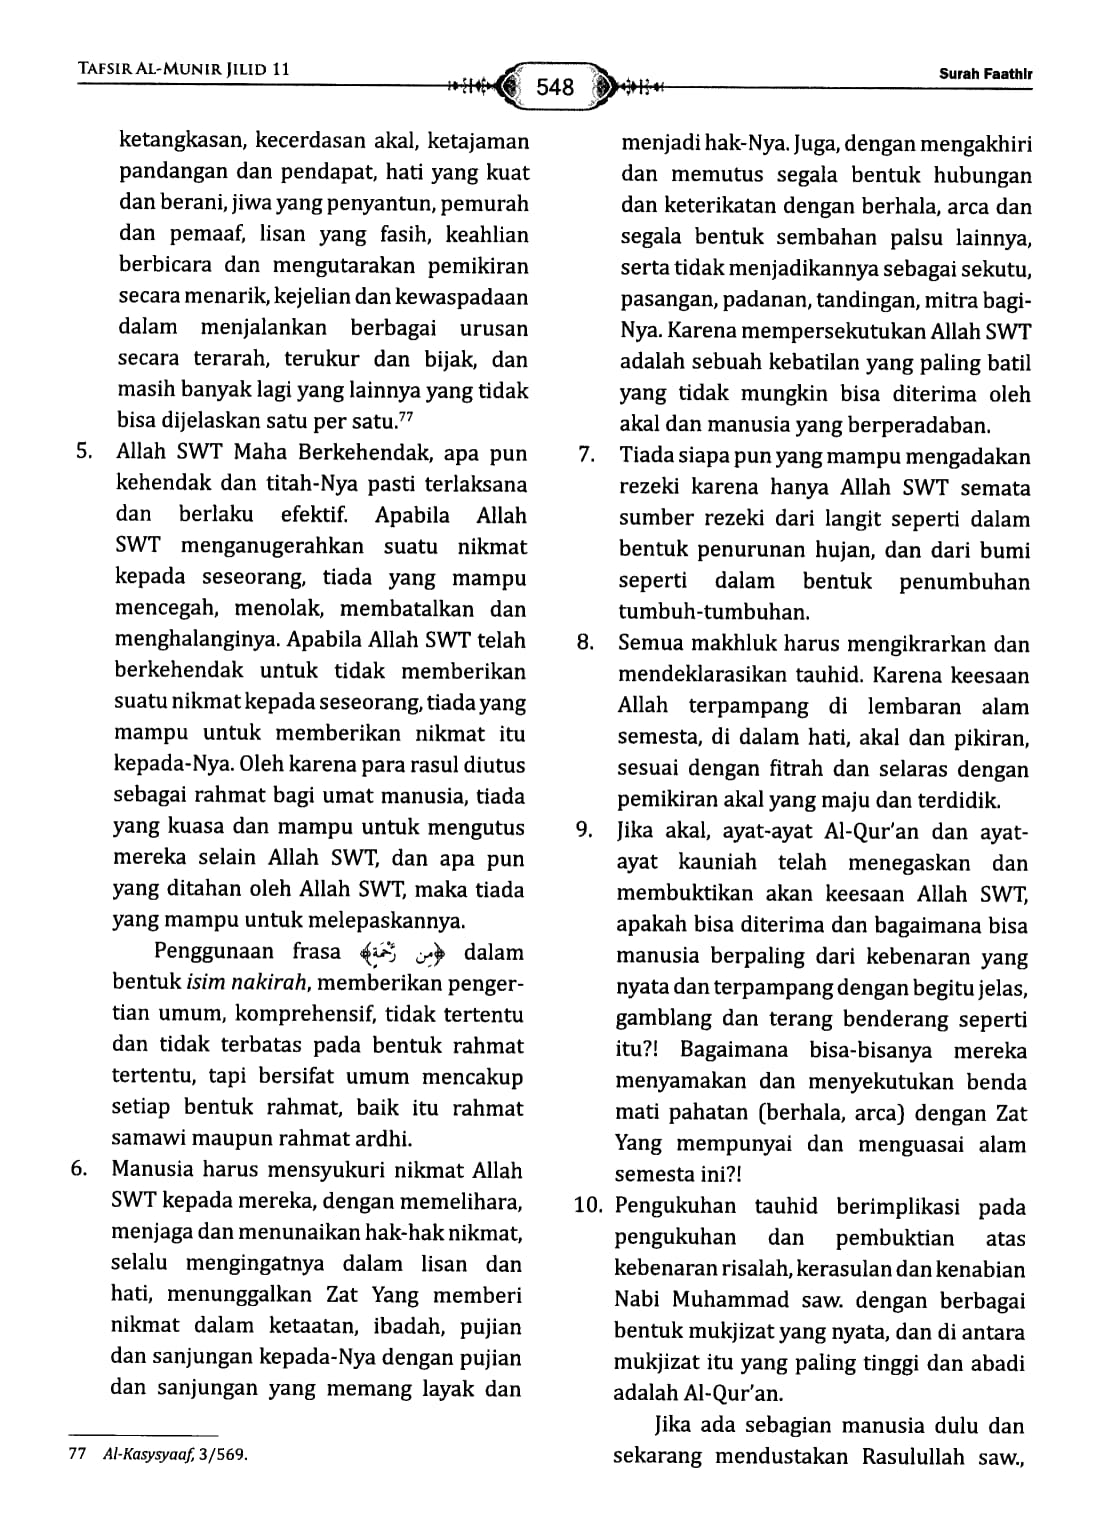 TAFSIR AL-MUNIR JILID 11
548
Surah Faathir
ketangkasan, kecerdasan akal, ketajaman
pandangan dan pendapat, hati yang kuat
dan berani, jiwa yang penyantun, pemurah
dan pemaaf, lisan yang fasih, keahlian
berbicara dan mengutarakan pemikiran
secara menarik, kejelian dan kewaspadaan
dalam menjalankan berbagai urusan
secara terarah, terukur dan bijak, dan
masih banyak lagi yang lainnya yang tidak
bisa dijelaskan satu per satu.77
5. Allah SWT Maha Berkehendak, apa pun
kehendak dan titah-Nya pasti terlaksana
dan berlaku efektif. Apabila Allah
SWT menganugerahkan suatu nikmat
kepada seseorang, tiada yang mampu
mencegah, menolak, membatalkan dan
menghalanginya. Apabila Allah SWT telah
berkehendak untuk tidak memberikan
suatu nikmat kepada seseorang, tiada yang
mampu untuk memberikan nikmat itu
kepada-Nya. Oleh karena para rasul diutus
sebagai rahmat bagi umat manusia, tiada
yang kuasa dan mampu untuk mengutus
mereka selain Allah SWT, dan apa pun
yang ditahan oleh Allah SWT, maka tiada
yang mampu untuk melepaskannya.
Penggunaan frasa ﴿مِن رَّحْمَةٍ﴾ dalam
bentuk isim nakirah, memberikan penger-
tian umum, komprehensif, tidak tertentu
dan tidak terbatas pada bentuk rahmat
tertentu, tapi bersifat umum mencakup
setiap bentuk rahmat, baik itu rahmat
samawi maupun rahmat ardhi.
6. Manusia harus mensyukuri nikmat Allah
SWT kepada mereka, dengan memelihara,
menjaga dan menunaikan hak-hak nikmat,
selalu mengingatnya dalam lisan dan
hati, menunggalkan Zat Yang memberi
nikmat dalam ketaatan, ibadah, pujian
dan sanjungan kepada-Nya dengan pujian
dan sanjungan yang memang layak dan
77 Al-Kasysyaaf, 3/569.
menjadi hak-Nya. Juga, dengan mengakhiri
dan memutus segala bentuk hubungan
dan keterikatan dengan berhala, arca dan
segala bentuk sembahan palsu lainnya,
serta tidak menjadikannya sebagai sekutu,
pasangan, padanan, tandingan, mitra bagi-
Nya. Karena mempersekutukan Allah SWT
adalah sebuah kebatilan yang paling batil
yang tidak mungkin bisa diterima oleh
akal dan manusia yang berperadaban.
7. Tiada siapa pun yang mampu mengadakan
rezeki karena hanya Allah SWT semata
sumber rezeki dari langit seperti dalam
bentuk penurunan hujan, dan dari bumi
seperti dalam bentuk penumbuhan
tumbuh-tumbuhan.
8. Semua makhluk harus mengikrarkan dan
mendeklarasikan tauhid. Karena keesaan
Allah terpampang di lembaran alam
semesta, di dalam hati, akal dan pikiran,
sesuai dengan fitrah dan selaras dengan
pemikiran akal yang maju dan terdidik.
9. Jika akal, ayat-ayat Al-Qur'an dan ayat-
ayat kauniah telah menegaskan dan
membuktikan akan keesaan Allah SWT,
apakah bisa diterima dan bagaimana bisa
manusia berpaling dari kebenaran yang
nyata dan terpampang dengan begitu jelas,
gamblang dan terang benderang seperti
itu?! Bagaimana bisa-bisanya mereka
menyamakan dan menyekutukan benda
mati pahatan (berhala, arca) dengan Zat
Yang mempunyai dan menguasai alam
semesta ini?!
10. Pengukuhan tauhid berimplikasi pada
pengukuhan dan pembuktian atas
kebenaran risalah, kerasulan dan kenabian
Nabi Muhammad saw. dengan berbagai
bentuk mukjizat yang nyata, dan di antara
mukjizat itu yang paling tinggi dan abadi
adalah Al-Qur'an.
Jika ada sebagian manusia dulu dan
sekarang mendustakan Rasulullah saw.,